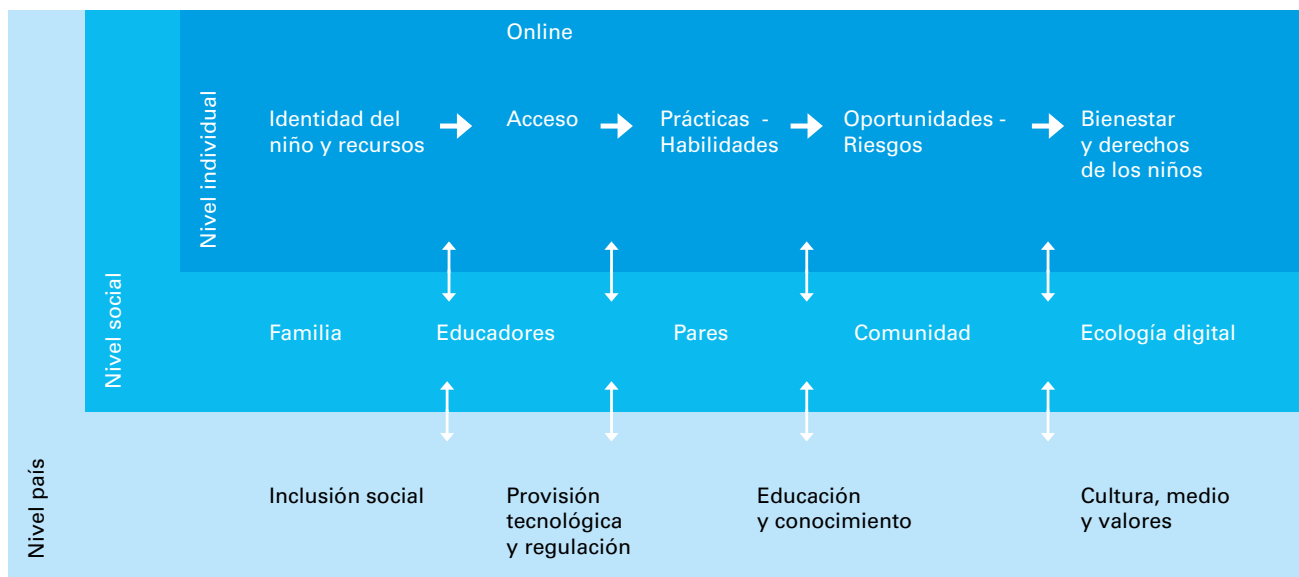 Online
Nivel individual
Identidad del
niño y recursos
Acceso
Prácticas -
Habilidades
Oportunidades -
Riesgos
Bienestar
y derechos
de los niños
Nivel social
Familia
Educadores
Pares
Comunidad
Ecología digital
Nivel país
Inclusión social
Provisión
tecnológica
y regulación
Educación
y conocimiento
Cultura, medio
y valores